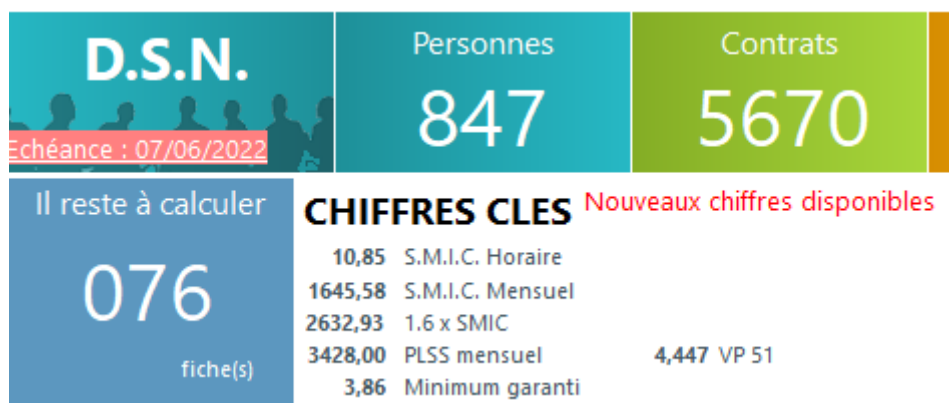 D.S.N.
Echéance : 07/06/2022
Personnes
847
Contrats
5670
Il reste à calculer
076
fiche(s)
CHIFFRES CLES Nouveaux chiffres disponibles
10,85 S.M.I.C. Horaire
1645,58 S.M.I.C. Mensuel
2632,93 1.6 x SMIC
3428,00 PLSS mensuel 4,447 VP 51
3,86 Minimum garanti